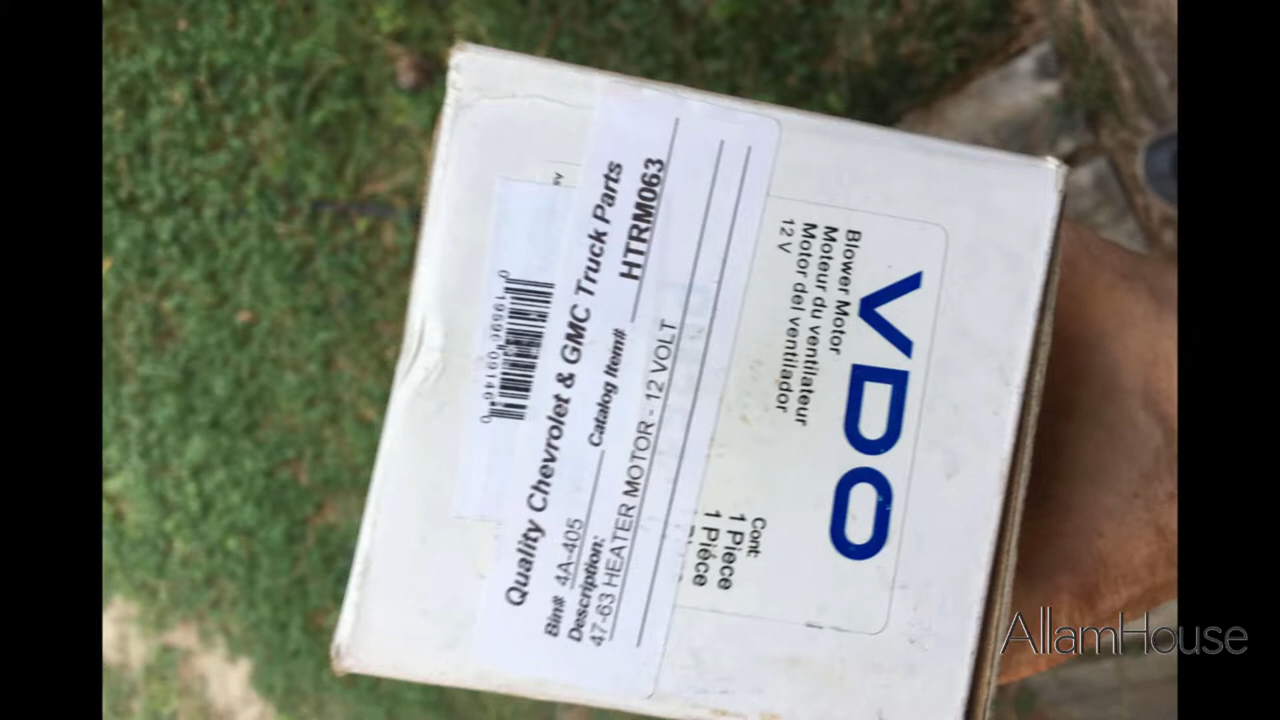 VDO
Blower Motor
Moteur du ventilateur
Motor del ventilador
12 V
Cont:
1 Piece
1 Piéce
Quality Chevrolet & GMC Truck Parts
Bin# 4A-405 Catalog Item# HTRM063
Description:
47-63 HEATER MOTOR - 12 VOLT
AllamHouse